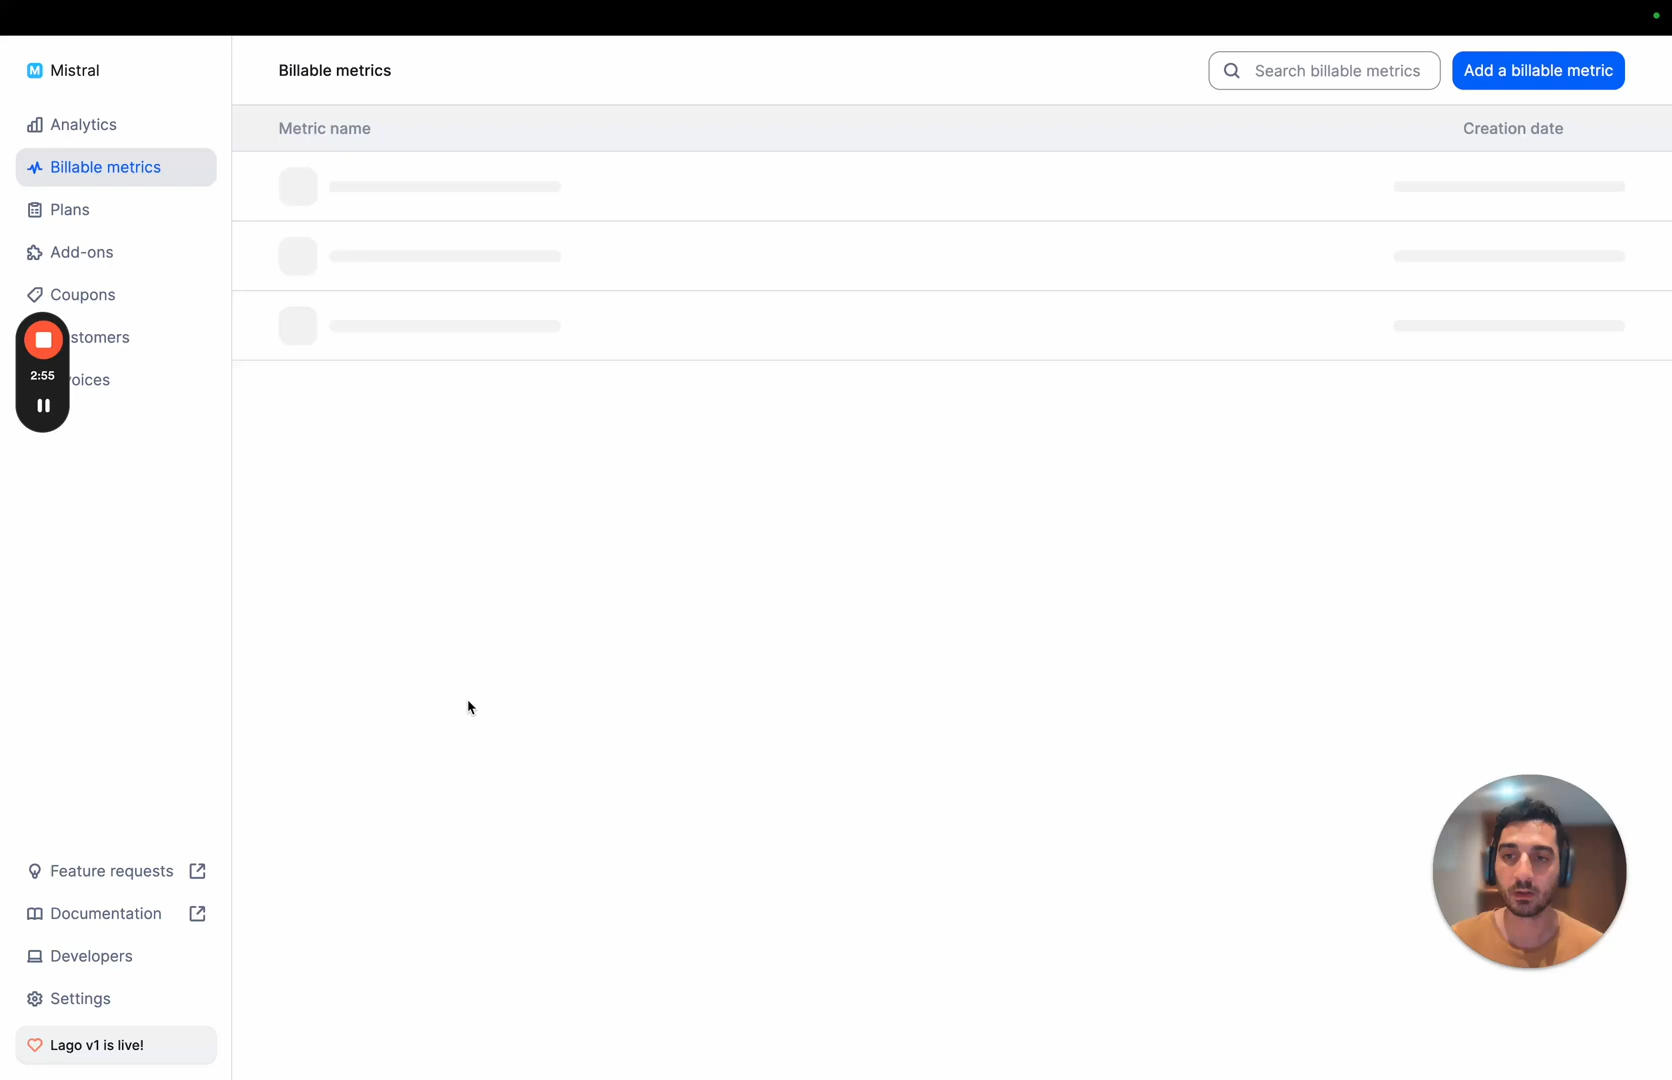 M Mistral
Analytics
Billable metrics
Plans
Add-ons
Coupons
stomers
voices
2:55
Feature requests
Documentation
Developers
Settings
Lago v1 is live!
Billable metrics
Search billable metrics
Add a billable metric
Metric name
Creation date